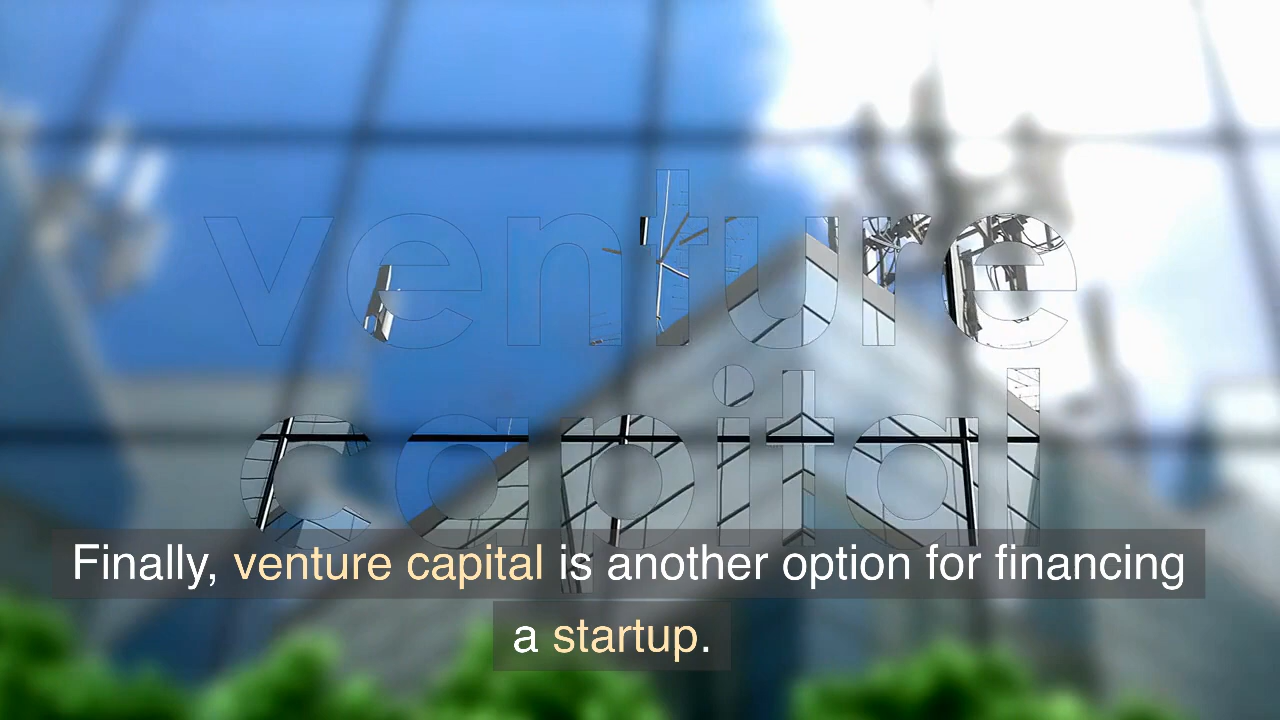 venture
capital
Finally, venture capital is another option for financing
a startup.